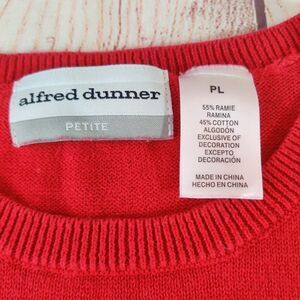 alfred dunner
PETITE
PL
55% RAMIE
RAMINA
45% COTTON
ALGODÓN
EXCLUSIVE OF
DECORATION
EXCEPTO
DECORACIÓN
MADE IN CHINA
HECHO EN CHINA